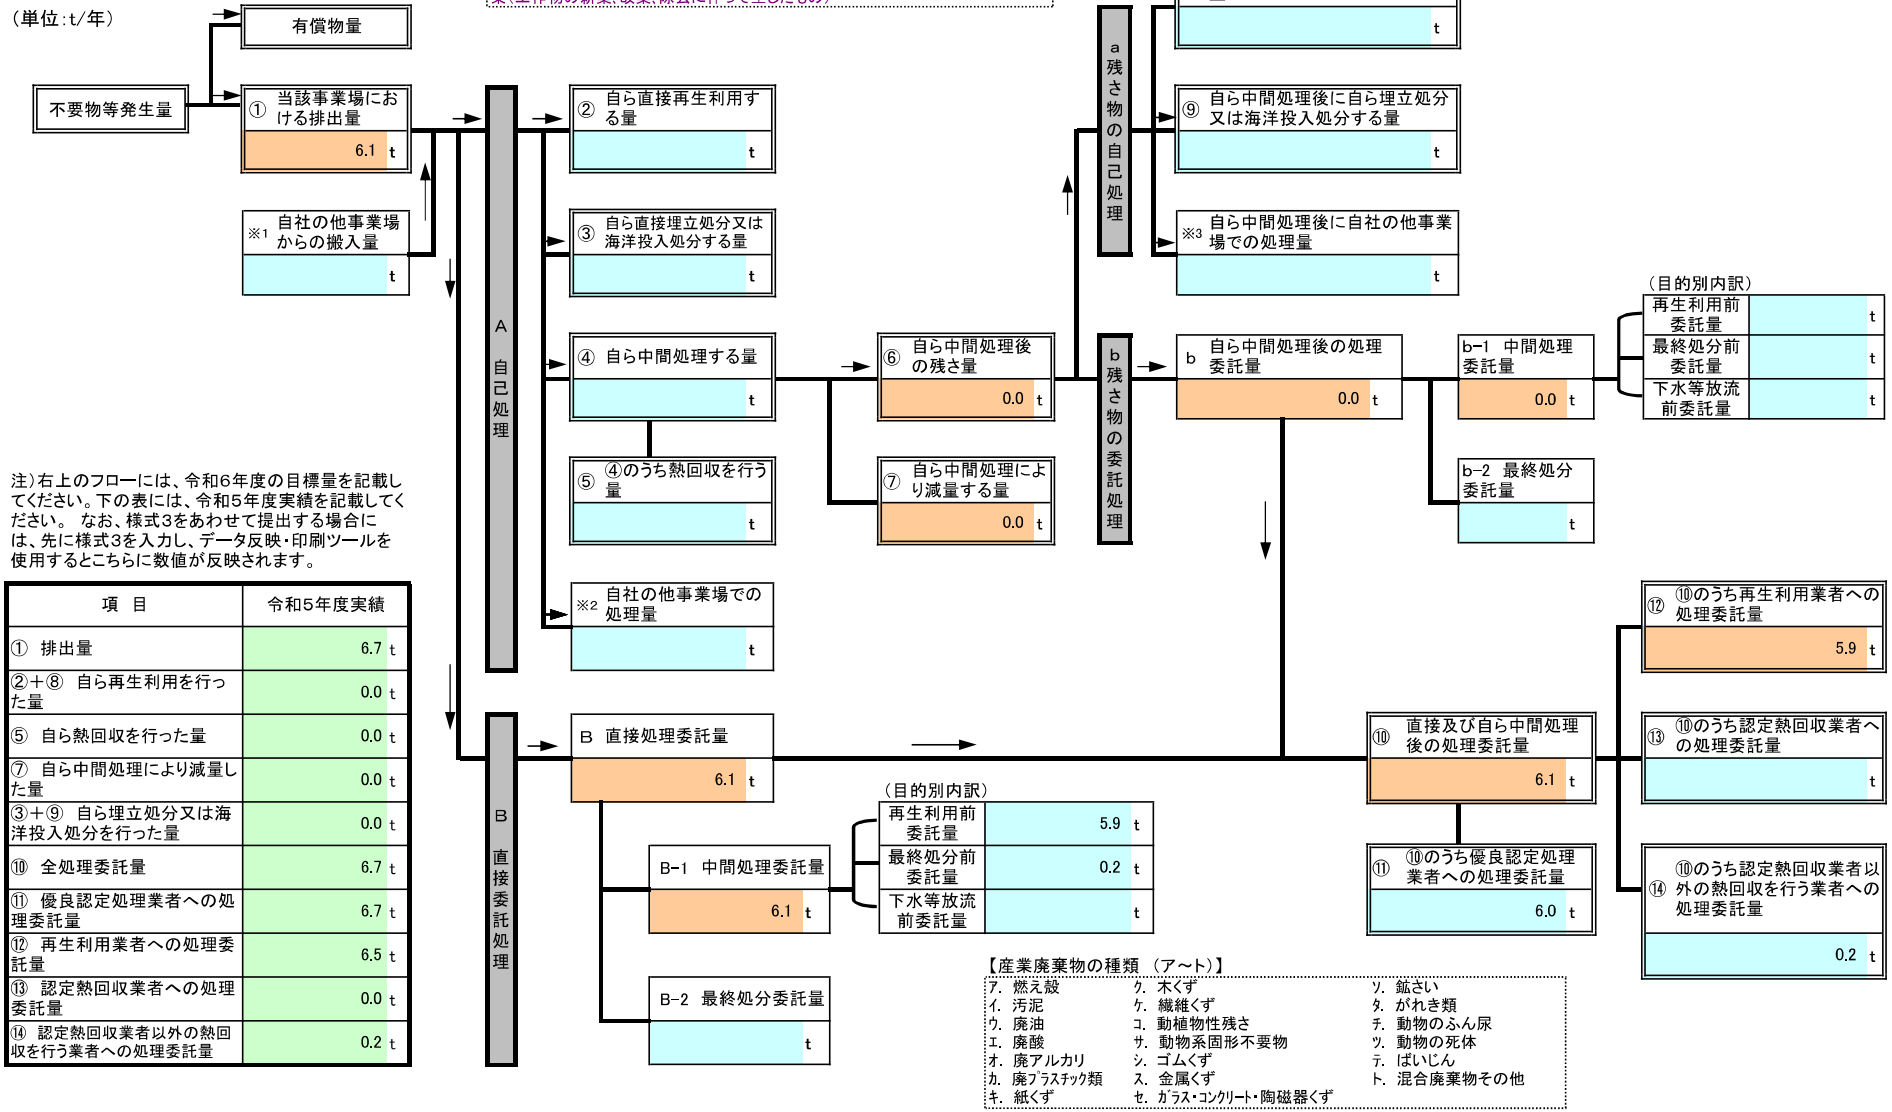 (単位:t/年)
有償物量
不要物等発生量
① 当該事業場にお
ける排出量
6.1 t
※1 自社の他事業場
からの搬入量
t
A 自己処理
② 自ら直接再生利用す
る量
t
③ 自ら直接埋立処分又は
海洋投入処分する量
t
④ 自ら中間処理する量
t
⑤ ④のうち熱回収を行う
量
t
※2 自社の他事業場での
処理量
t
⑥ 自ら中間処理後
の残さ量
0.0 t
⑦ 自ら中間処理によ
り減量する量
0.0 t
a 残さ物の自己処理
t
⑨ 自ら中間処理後に自ら埋立処分
又は海洋投入処分する量
t
※3 自ら中間処理後に自社の他事業
場での処理量
t
b 残さ物の委託処理
b 自ら中間処理後の処理
委託量
0.0 t
b-1 中間処理
委託量
0.0 t
b-2 最終処分
委託量
t
(目的別内訳)
再生利用前
委託量
t
最終処分前
委託量
t
下水等放流
前委託量
t
注)右上のフローには、令和6年度の目標量を記載し
てください。下の表には、令和5年度実績を記載してく
ださい。 なお、様式3をあわせて提出する場合に
は、先に様式3を入力し、データ反映・印刷ツールを
使用するとこちらに数値が反映されます。
項 目 令和5年度実績
① 排出量 6.7 t
②+⑧ 自ら再生利用を行っ
た量 0.0 t
⑤ 自ら熱回収を行った量 0.0 t
⑦ 自ら中間処理により減量し
た量 0.0 t
③+⑨ 自ら埋立処分又は海
洋投入処分を行った量 0.0 t
⑩ 全処理委託量 6.7 t
⑪ 優良認定処理業者への処
理委託量 6.7 t
⑫ 再生利用業者への処理委
託量 6.5 t
⑬ 認定熱回収業者への処理
委託量 0.0 t
⑭ 認定熱回収業者以外の熱回
収を行う業者への処理委託量 0.2 t
B 直接委託処理
B 直接処理委託量
6.1 t
B-1 中間処理委託量
6.1 t
B-2 最終処分委託量
t
(目的別内訳)
再生利用前
委託量
5.9 t
最終処分前
委託量
0.2 t
下水等放流
前委託量
t
⑩ 直接及び自ら中間処理
後の処理委託量
6.1 t
⑪ ⑩のうち優良認定処理
業者への処理委託量
6.0 t
⑫ ⑩のうち再生利用業者への
処理委託量
5.9 t
⑬ ⑩のうち認定熱回収業者へ
の処理委託量
t
⑭ ⑩のうち認定熱回収業者以
外の熱回収を行う業者への
処理委託量
0.2 t
【産業廃棄物の種類 (ア~ト)】
ア. 燃え殻 ク. 木くず ソ. 鉱さい
イ. 汚泥 ケ. 繊維くず タ. がれき類
ウ. 廃油 コ. 動植物性残さ チ. 動物のふん尿
エ. 廃酸 サ. 動物系固形不要物 ツ. 動物の死体
オ. 廃アルカリ シ. ゴムくず テ. ばいじん
カ. 廃プラスチック類 ス. 金属くず ト. 混合廃棄物その他
キ. 紙くず セ. ガラス・コンクリート・陶磁器くず